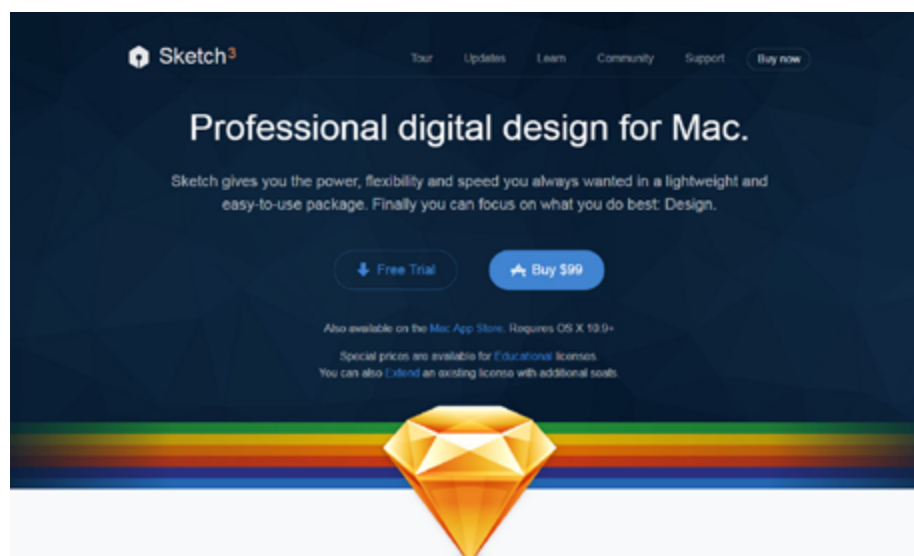 Sketch³
Tour Updates Learn Community Support Buy now
Professional digital design for Mac.
Sketch gives you the power, flexibility and speed you always wanted in a lightweight and
easy-to-use package. Finally you can focus on what you do best: Design.
Free Trial Buy $99
Also available on the Mac App Store. Requires OS X 10.9+
Special prices are available for Educational licenses.
You can also Extend an existing license with additional seats.